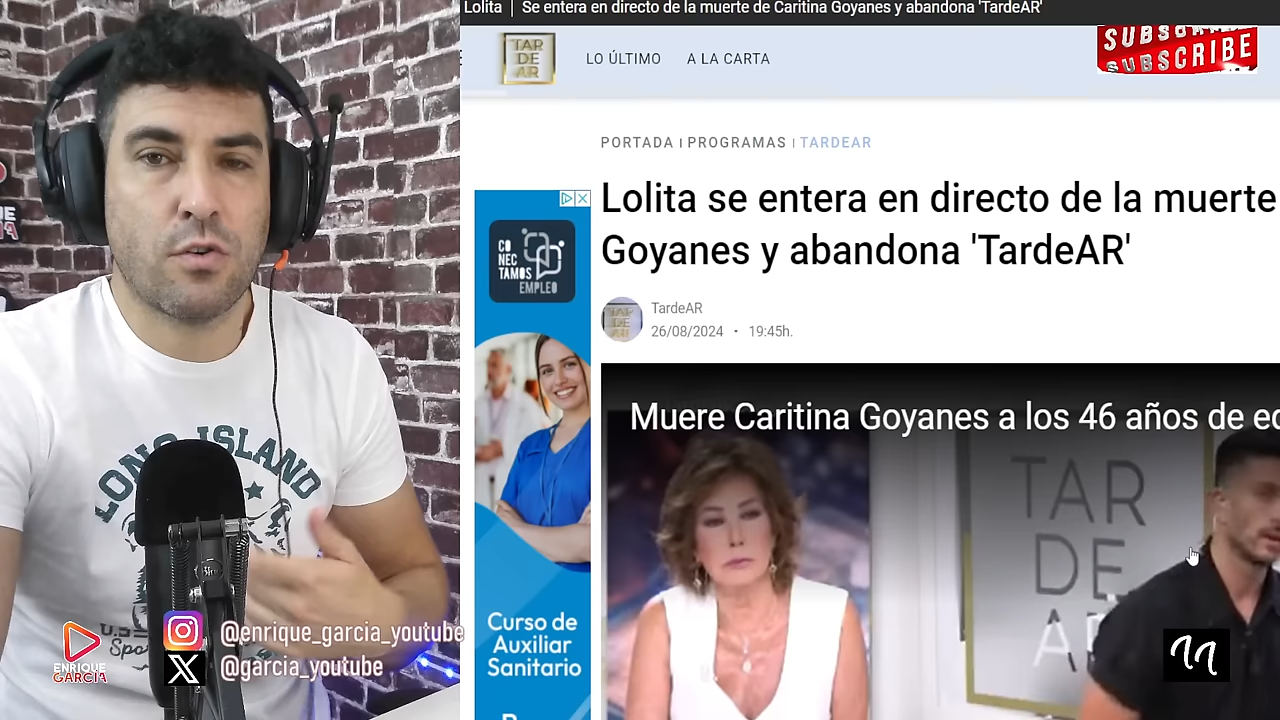 Lolita | Se entera en directo de la muerte de Caritina Goyanes y abandona 'TardeAR'
TAR
DE
AR
LO ÚLTIMO A LA CARTA
SUBSCRIBE
PORTADA | PROGRAMAS | TARDEAR
Lolita se entera en directo de la muerte
Goyanes y abandona 'TardeAR'
TardeAR
26/08/2024 · 19:45h.
CO
NEC
TAMOS
EMPLEO
Muere Caritina Goyanes a los 46 años de ed
TAR
DE
AR
Curso de
Auxiliar
Sanitario
LONG ISLAND
@enrique_garcia_youtube
@garcia_youtube
ENRIQUE
GARCIA